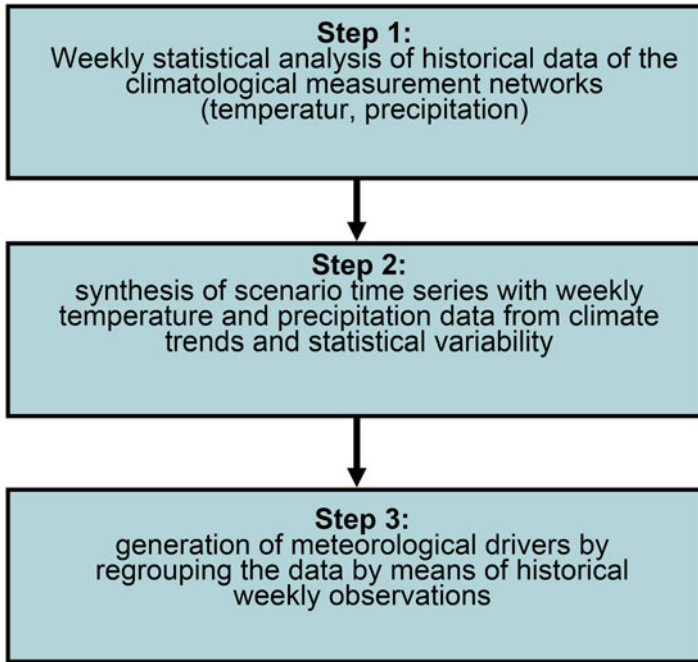 Step 1:
Weekly statistical analysis of historical data of the
climatological measurement networks
(temperatur, precipitation)
Step 2:
synthesis of scenario time series with weekly
temperature and precipitation data from climate
trends and statistical variability
Step 3:
generation of meteorological drivers by
regrouping the data by means of historical
weekly observations